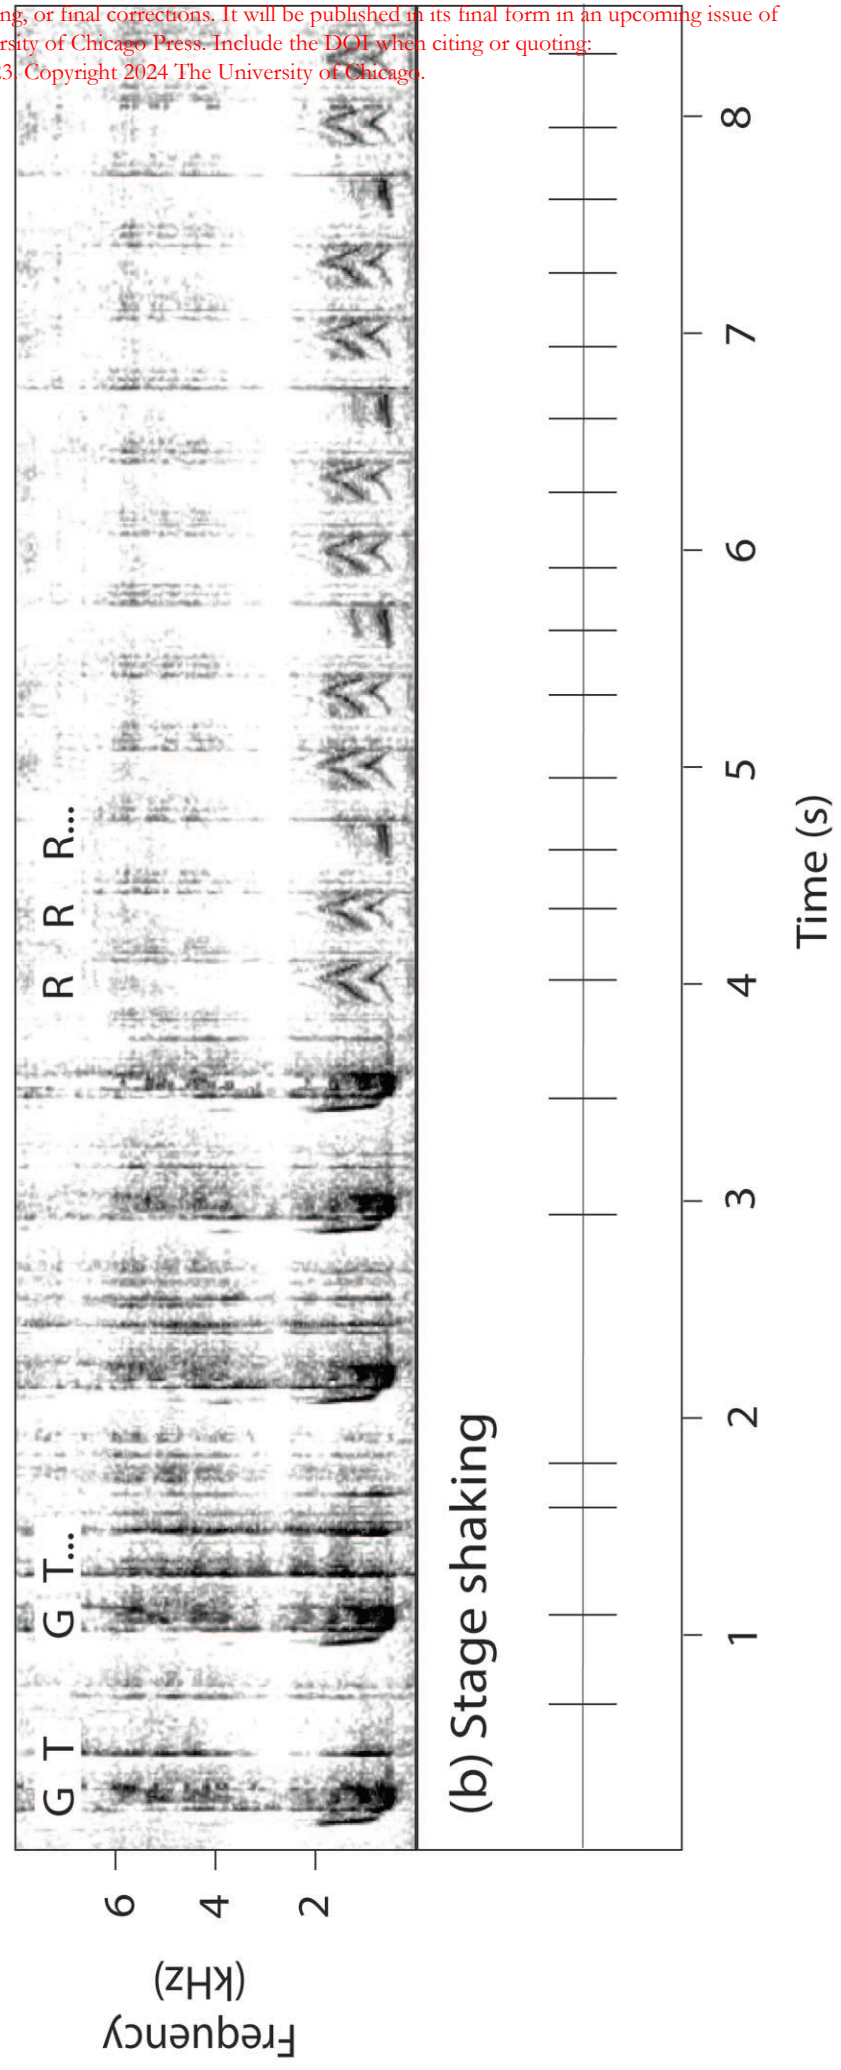 ng, or final corrections. It will be published in its final form in an upcoming issue of
rsity of Chicago Press. Include the DOI when citing or quoting:
3. Copyright 2024 The University of Chicago.
G T G T... R R R...
6
4
2
Frequency
(kHz)
(b) Stage shaking
1 2 3 4 5 6 7 8
Time (s)